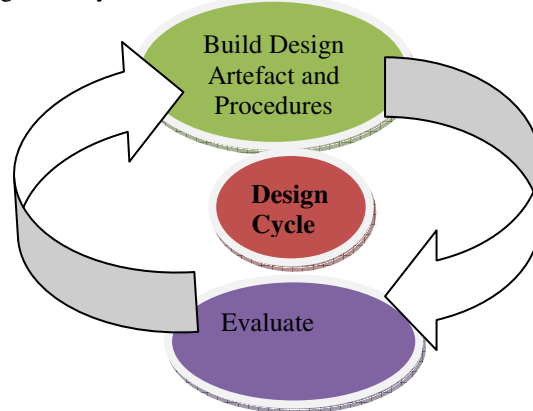 Build Design
Artefact and
Procedures
Design
Cycle
Evaluate